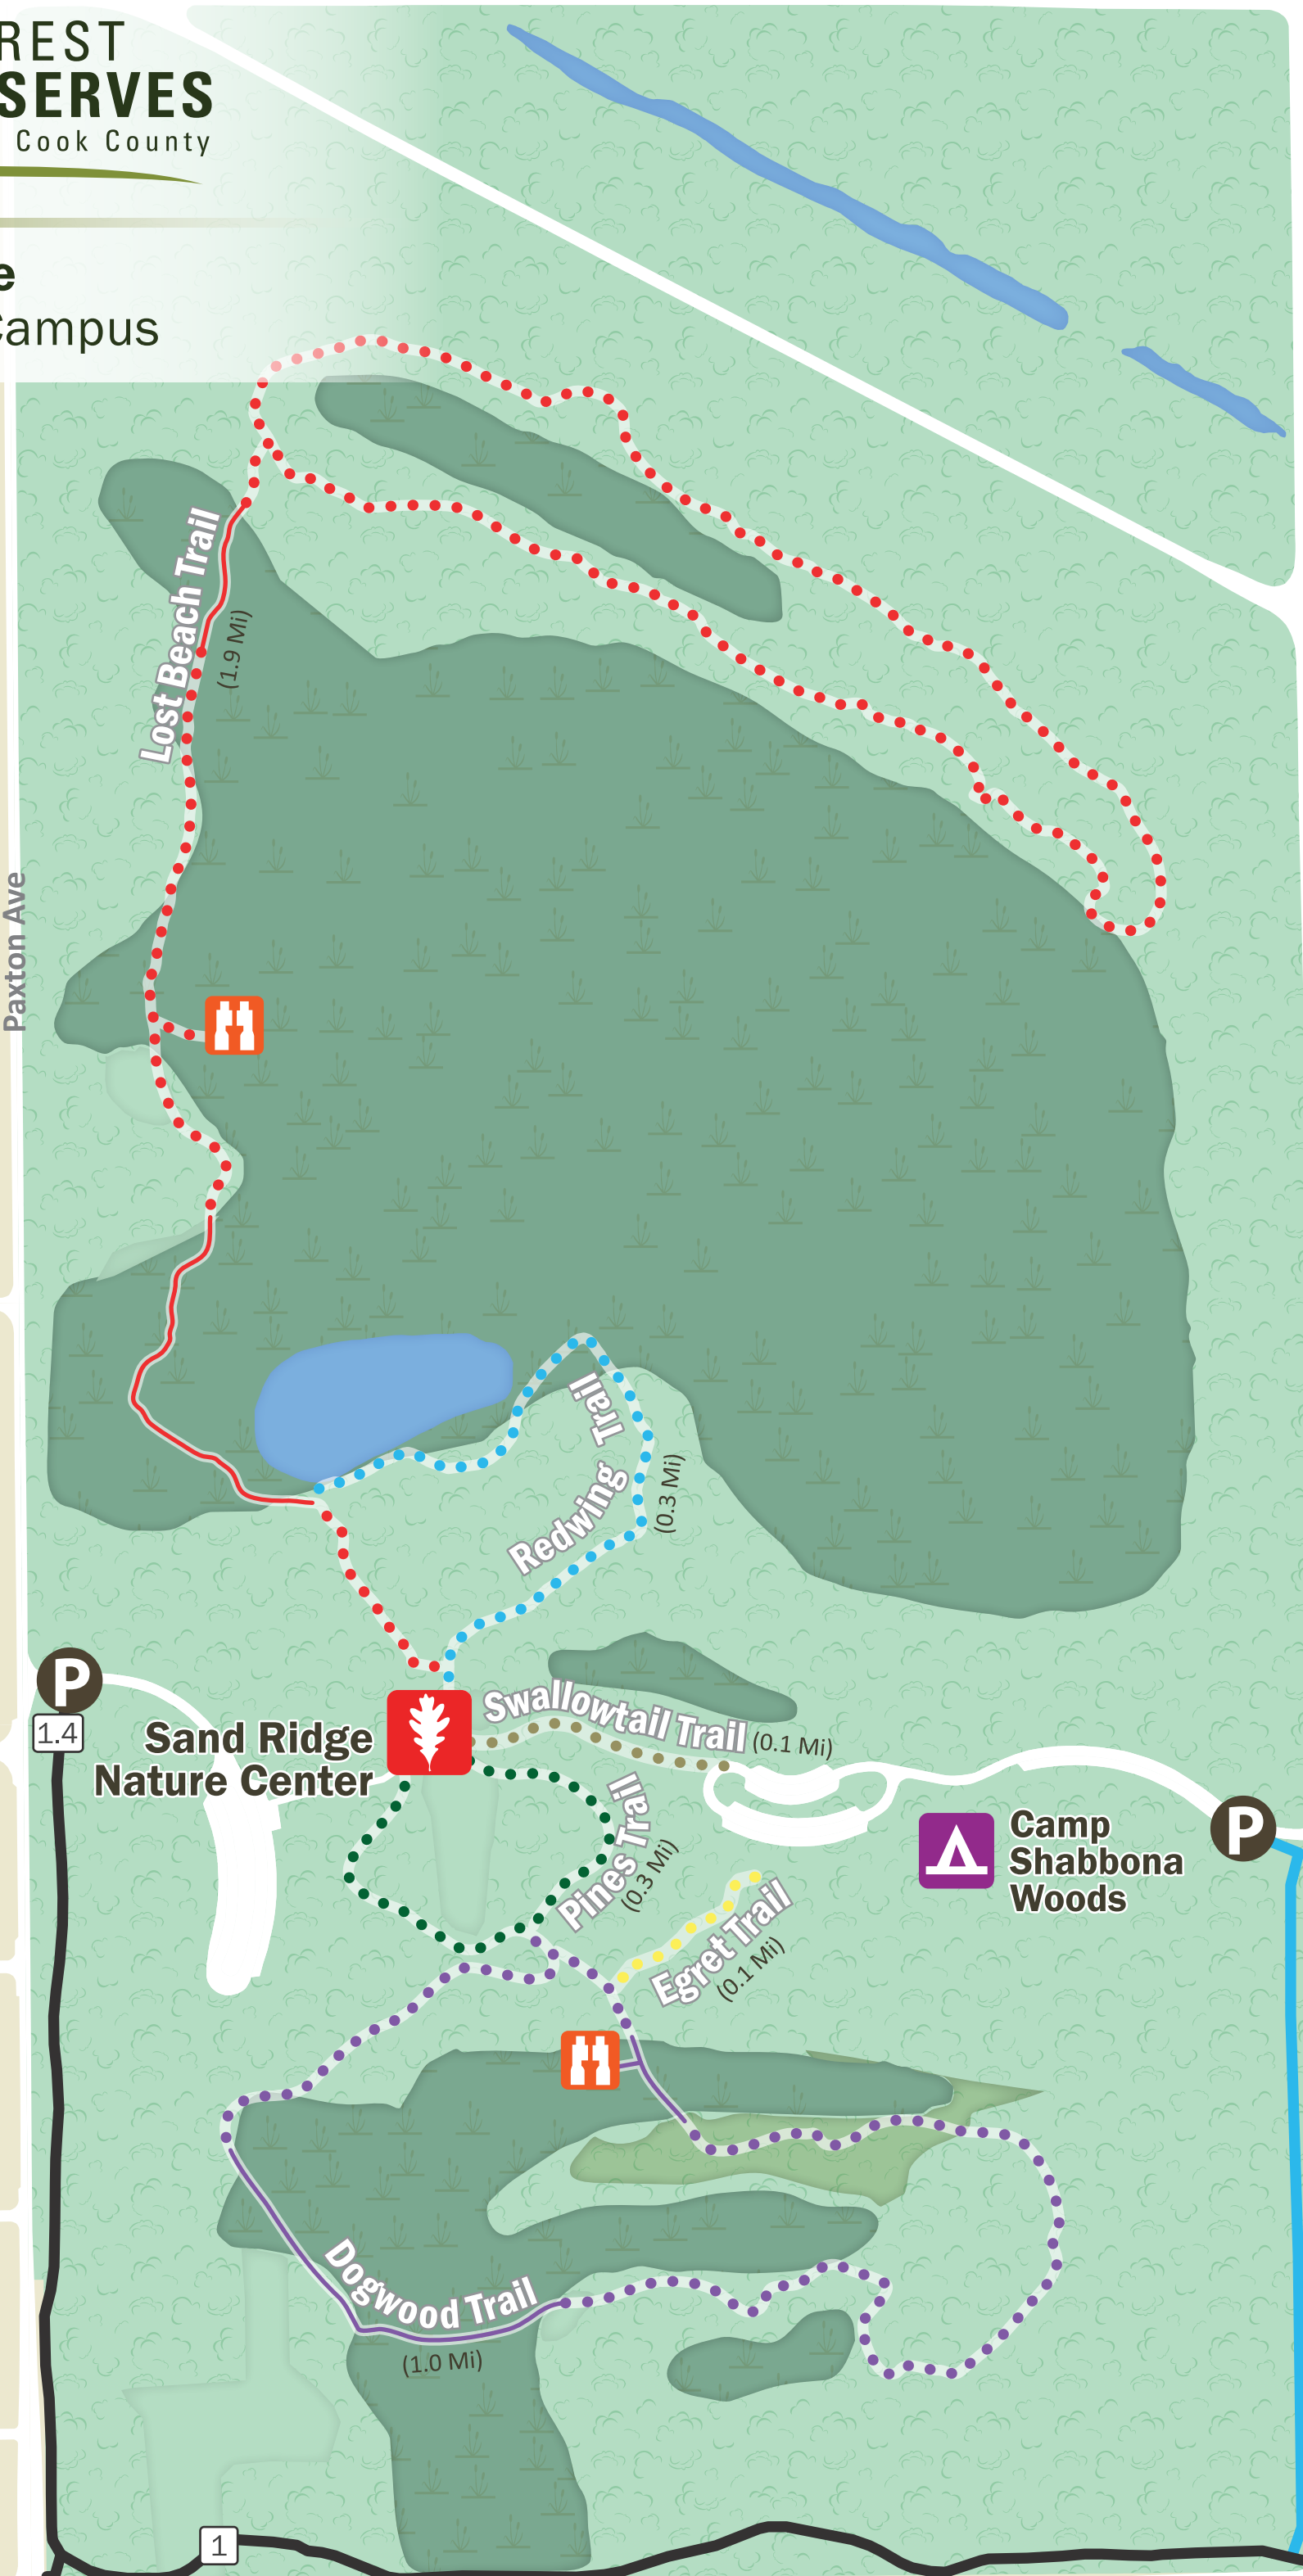 REST
SERVES
Cook County
e
Campus
Lost Beach Trail
(1.9 Mi)
Paxton Ave
Redwing Trail
(0.3 Mi)
P
1.4
Sand Ridge
Nature Center
Swallowtail Trail
(0.1 Mi)
Pines Trail
(0.3 Mi)
Egret Trail
(0.1 Mi)
Camp
Shabbona
Woods
P
Dogwood Trail
(1.0 Mi)
1